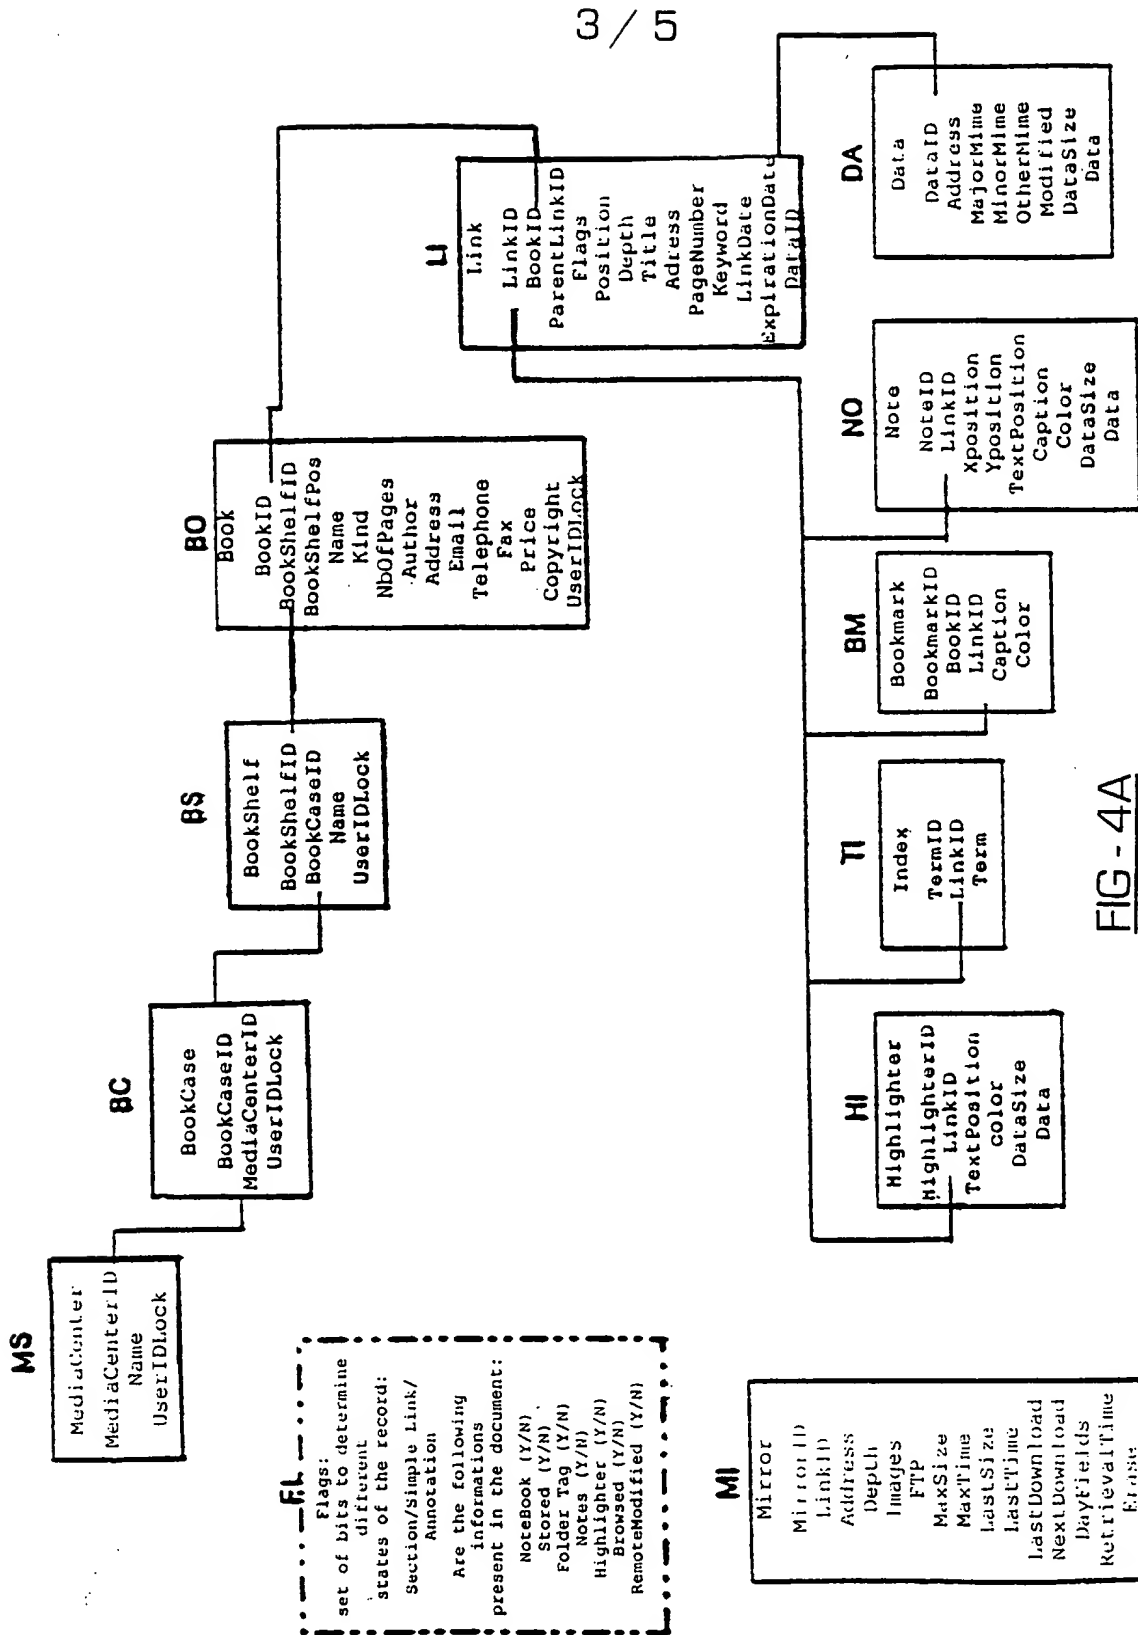 3 / 5
MS
MediaCenter
MediaCenterID
Name
UserIDLock
BC
BookCase
BookCaseID
MediaCenterID
UserIDLock
BS
BookShelf
BookShelfID
BookCaseID
Name
UserIDLock
BO
Book
BookID
BookShelfID
BookShelfPos
Name
Kind
NbOfPages
Author
Address
Email
Telephone
Fax
Price
Copyright
UserIDLock
LI
Link
LinkID
BookID
ParentLinkID
Flags
Position
Depth
Title
Adress
PageNumber
Keyword
LinkDate
ExpirationDate
DataID
FL
Flags:
set of bits to determine
different
states of the record:
Section/Simple Link/
Annotation
Are the following
informations
present in the document:
NoteBook (Y/N)
Stored (Y/N)
Folder Tag (Y/N)
Notes (Y/N)
Highlighter (Y/N)
Browsed (Y/N)
RemoteModified (Y/N)
MI
Mirror
MirrorID
LinkID
Address
Depth
Images
FTP
MaxSize
MaxTime
LastSize
LastTime
LastDownload
NextDownload
DayFields
RetrievalTime
Erase
HI
Highlighter
HighlighterID
LinkID
TextPosition
color
DataSize
Data
TI
Index
TermID
LinkID
Term
BM
Bookmark
BookmarkID
BookID
LinkID
Caption
Color
NO
Note
NoteID
LinkID
Xposition
Yposition
TextPosition
Caption
Color
DataSize
Data
DA
Data
DataID
Address
MajorMime
MinorMime
OtherMime
Modified
DataSize
Data
FIG - 4A